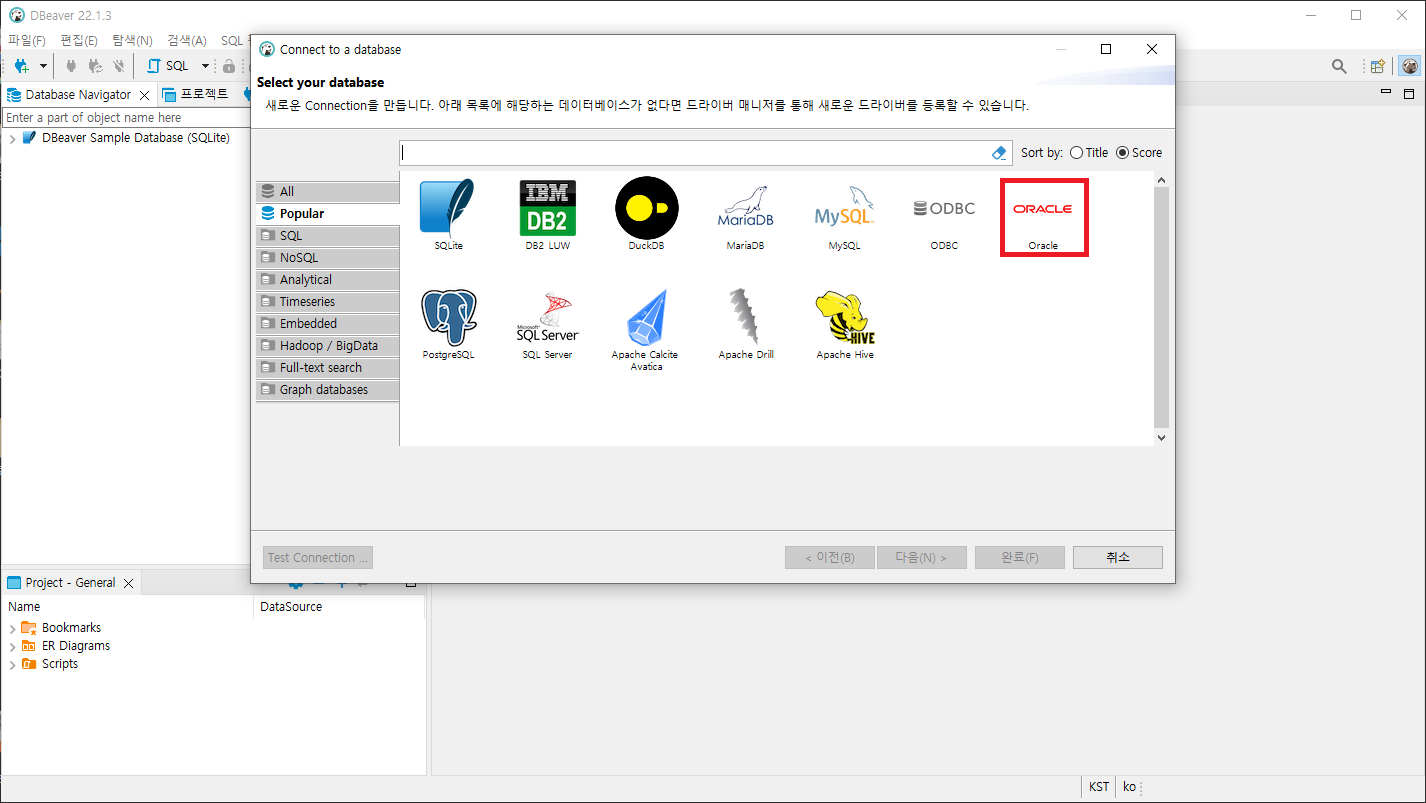 DBeaver 22.1.3
파일(F) 편집(E) 탐색(N) 검색(A) SQL
SQL
Database Navigator
프로젝트
Enter a part of object name here
DBeaver Sample Database (SQLite)
Connect to a database
Select your database
새로운 Connection을 만듭니다. 아래 목록에 해당하는 데이터베이스가 없다면 드라이버 매니저를 통해 새로운 드라이버를 등록할 수 있습니다.
Sort by: Title Score
All
Popular
SQL
NoSQL
Analytical
Timeseries
Embedded
Hadoop / BigData
Full-text search
Graph databases
IBM
DB2
MariaDB
MySQL
ODBC
ORACLE
SQLite
DB2 LUW
DuckDB
MariaDB
MySQL
ODBC
Oracle
Microsoft
SQL Server
HIVE
PostgreSQL
SQL Server
Apache Calcite
Avatica
Apache Drill
Apache Hive
Test Connection ...
< 이전(B)
다음(N) >
완료(F)
취소
Project - General
Name
DataSource
Bookmarks
ER Diagrams
Scripts
KST
ko